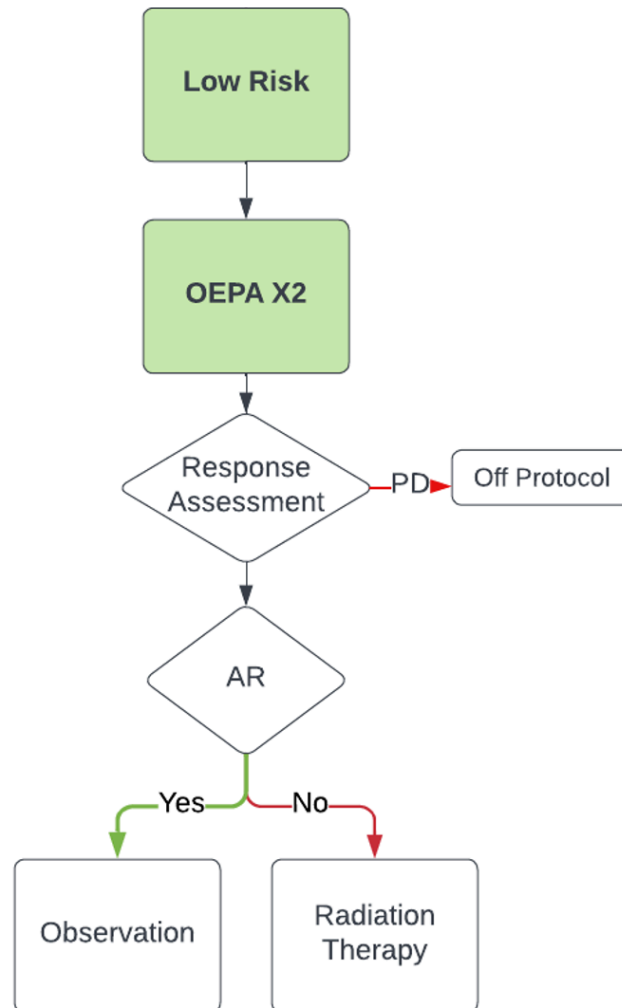 Low Risk
OEPA X2
Response
Assessment
PD
Off Protocol
AR
Yes
No
Observation
Radiation
Therapy